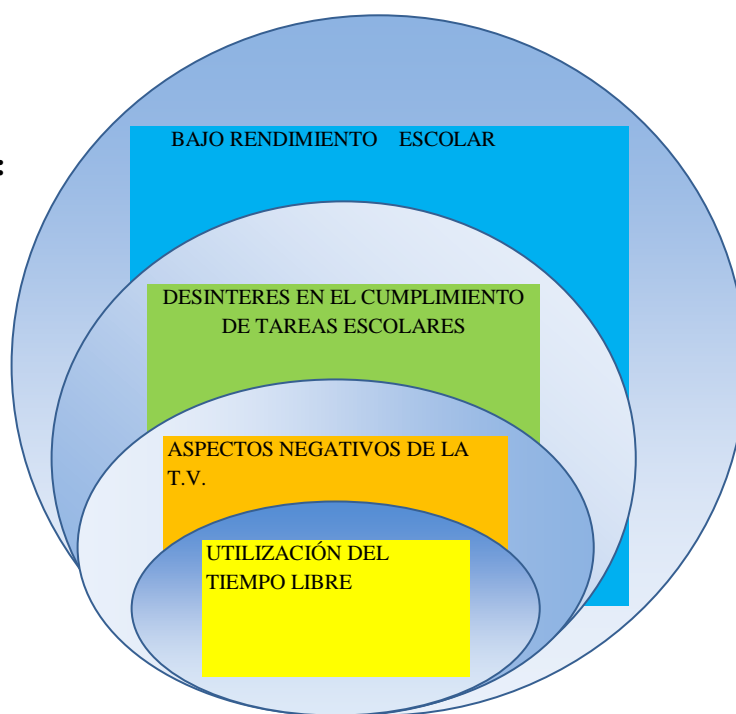 BAJO RENDIMIENTO ESCOLAR
:
DESINTERES EN EL CUMPLIMIENTO
DE TAREAS ESCOLARES
ASPECTOS NEGATIVOS DE LA
T.V.
UTILIZACIÓN DEL
TIEMPO LIBRE